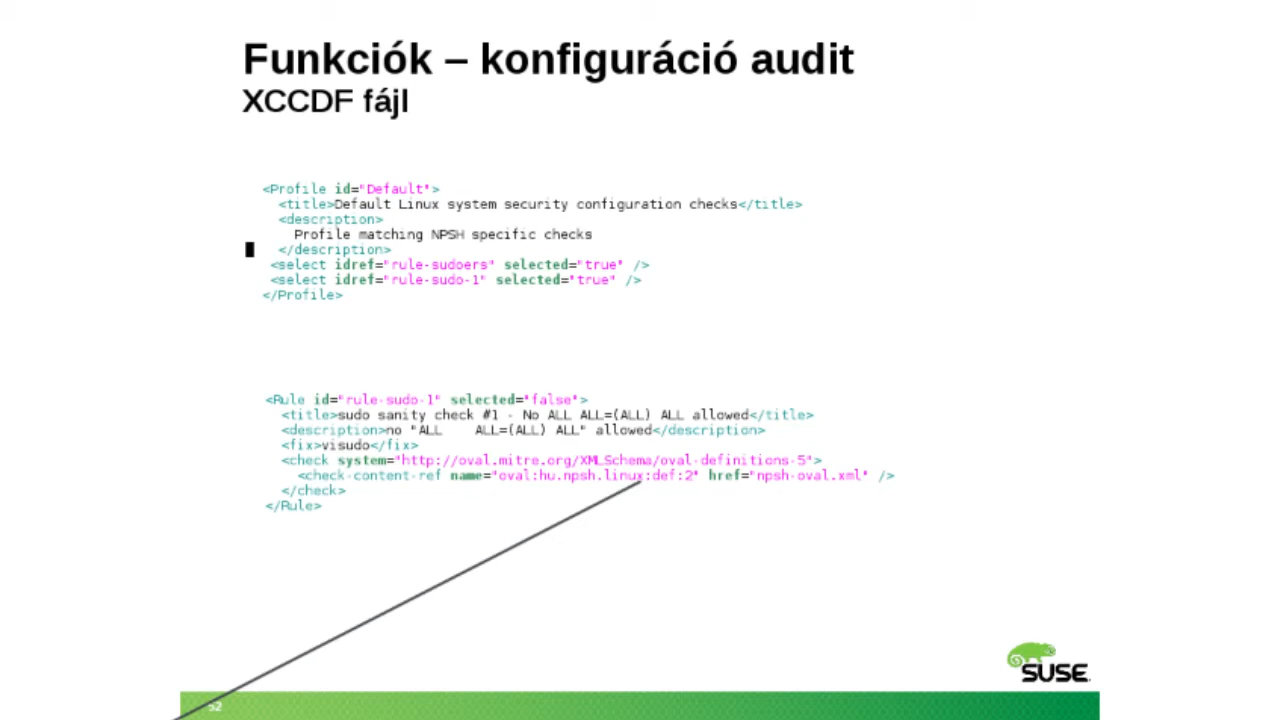 Funkciók – konfiguráció audit
XCCDF fájl
<Profile id="Default">
<title>Default Linux system security configuration checks</title>
<description>
Profile matching NPSH specific checks
</description>
<select idref="rule-sudoers" selected="true" />
<select idref="rule-sudo-1" selected="true" />
</Profile>
<Rule id="rule-sudo-1" selected="false">
<title>sudo sanity check #1 - No ALL ALL=(ALL) ALL allowed</title>
<description>no "ALL    ALL=(ALL) ALL" allowed</description>
<fix>visudo</fix>
<check system="http://oval.mitre.org/XMLSchema/oval-definitions-5">
<check-content-ref name="oval:hu.npsh.linux:def:2" href="npsh-oval.xml" />
</check>
</Rule>
SUSE
52